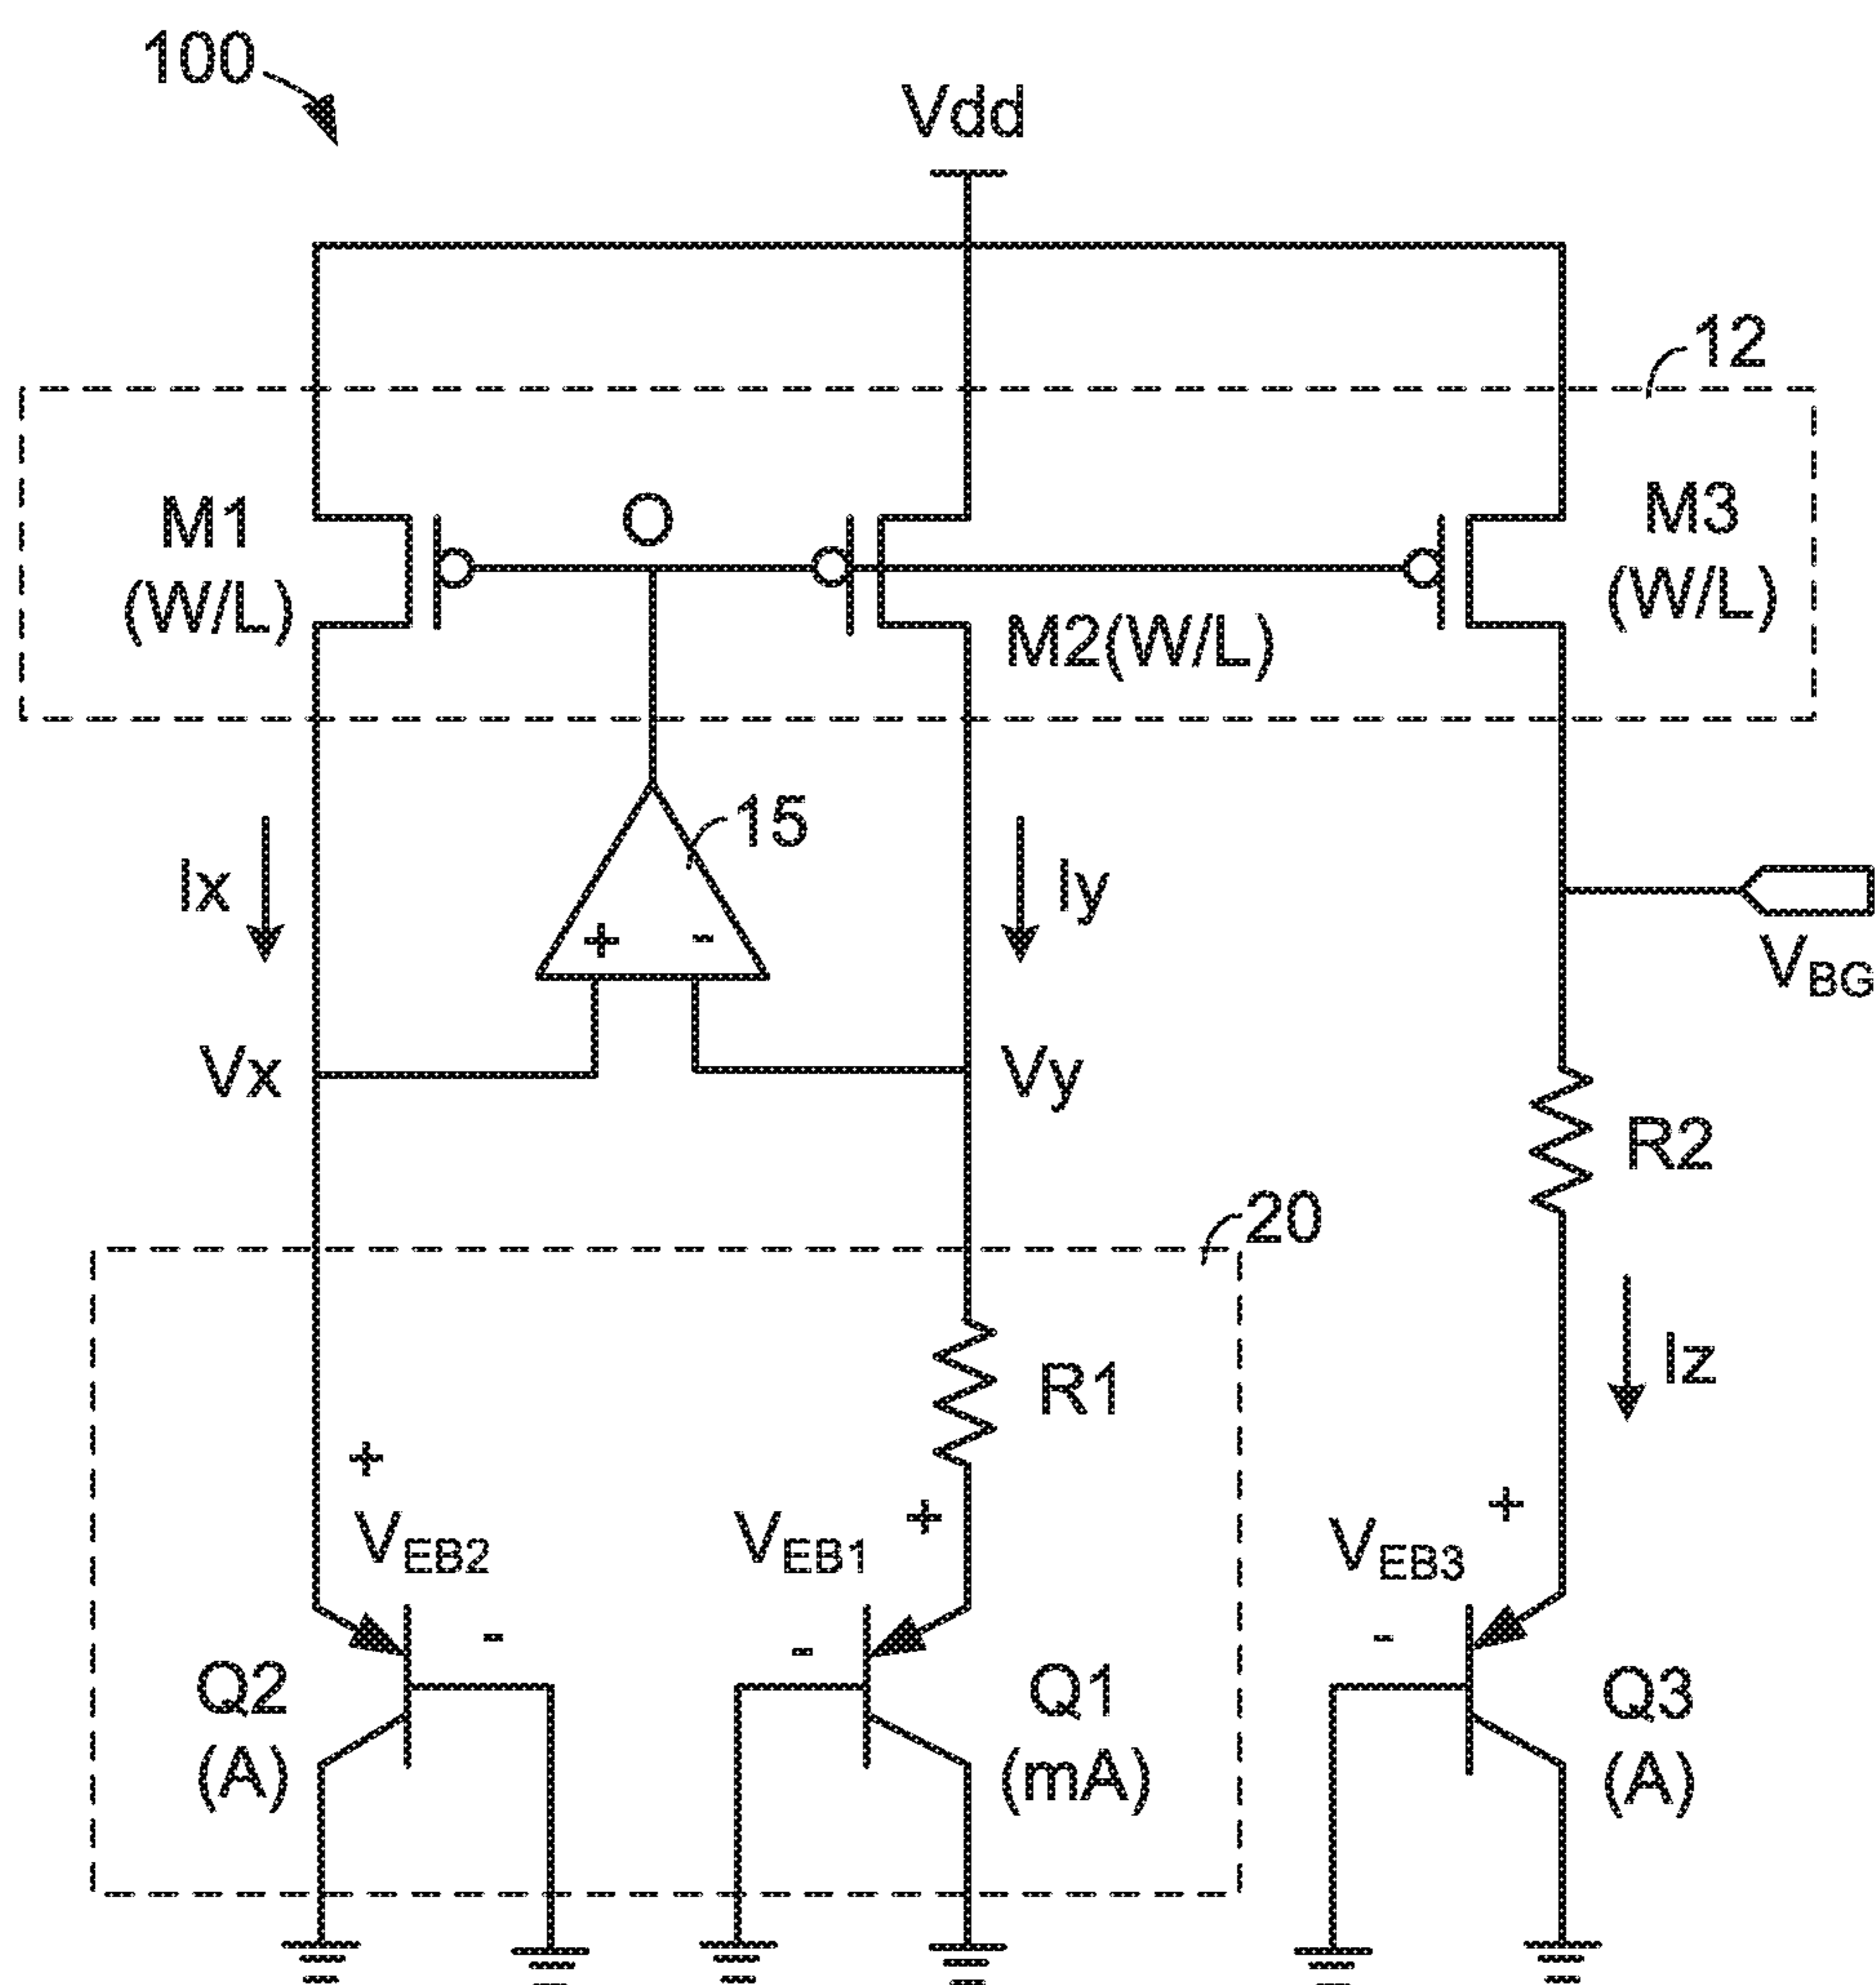 100
Vdd
12
M1
(W/L)
O
M2(W/L)
M3
(W/L)
15
Ix
+ -
Iy
VBG
Vx
Vy
R2
20
R1
Iz
+
VEB2
-
VEB1
+
-
VEB3
+
-
Q2
(A)
Q1
(mA)
Q3
(A)